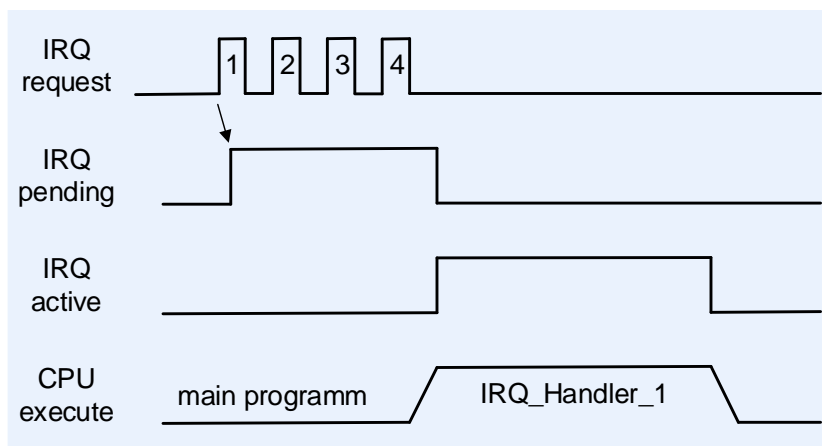 IRQ
request
1 2 3 4
IRQ
pending
IRQ
active
CPU
execute
main programm
IRQ_Handler_1